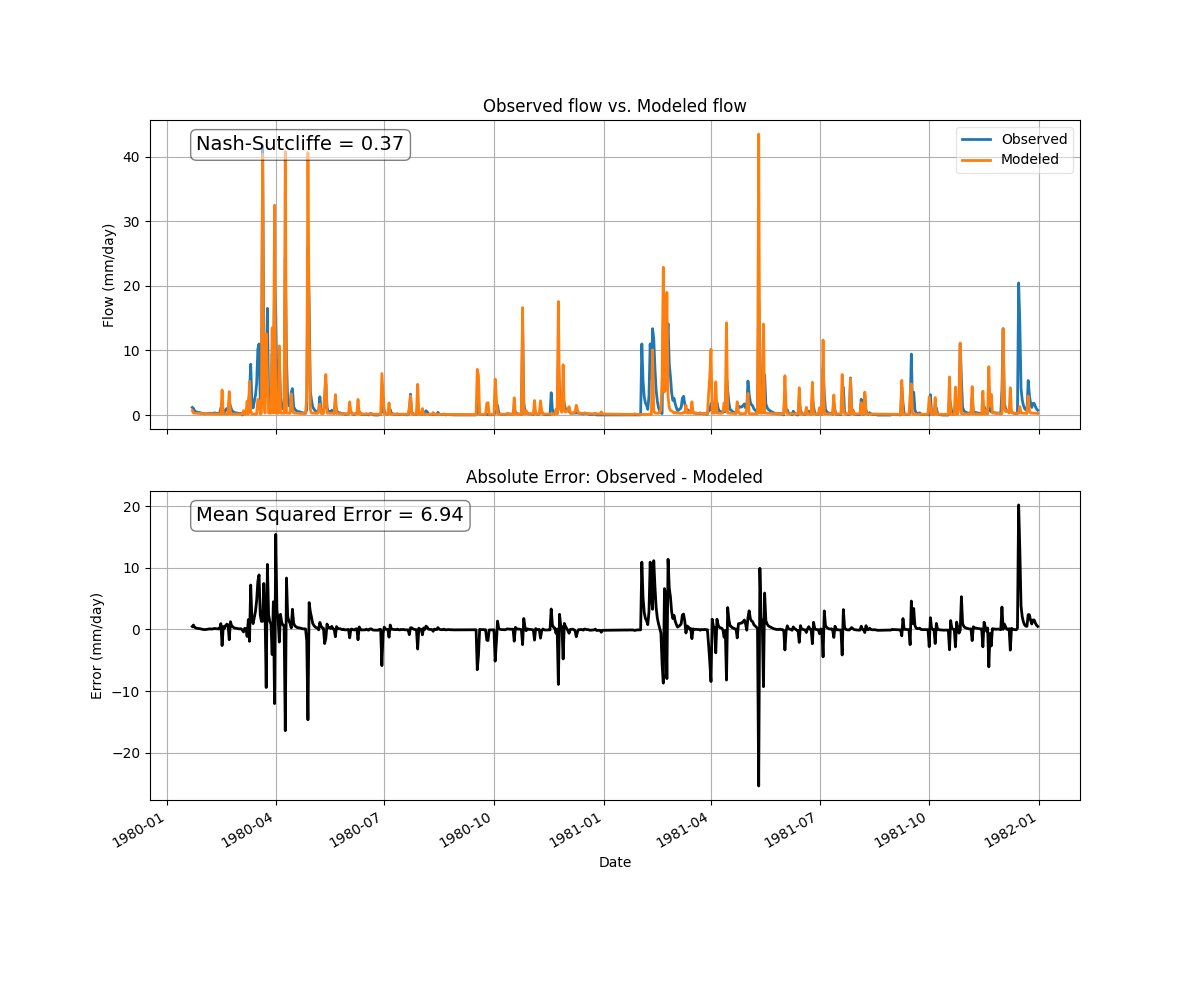 Observed flow vs. Modeled flow
Nash-Sutcliffe = 0.37
Observed
Modeled
40
30
20
10
0
Flow (mm/day)
Absolute Error: Observed - Modeled
Mean Squared Error = 6.94
20
10
0
−10
−20
Error (mm/day)
1980-01
1980-04
1980-07
1980-10
1981-01
1981-04
1981-07
1981-10
1982-01
Date